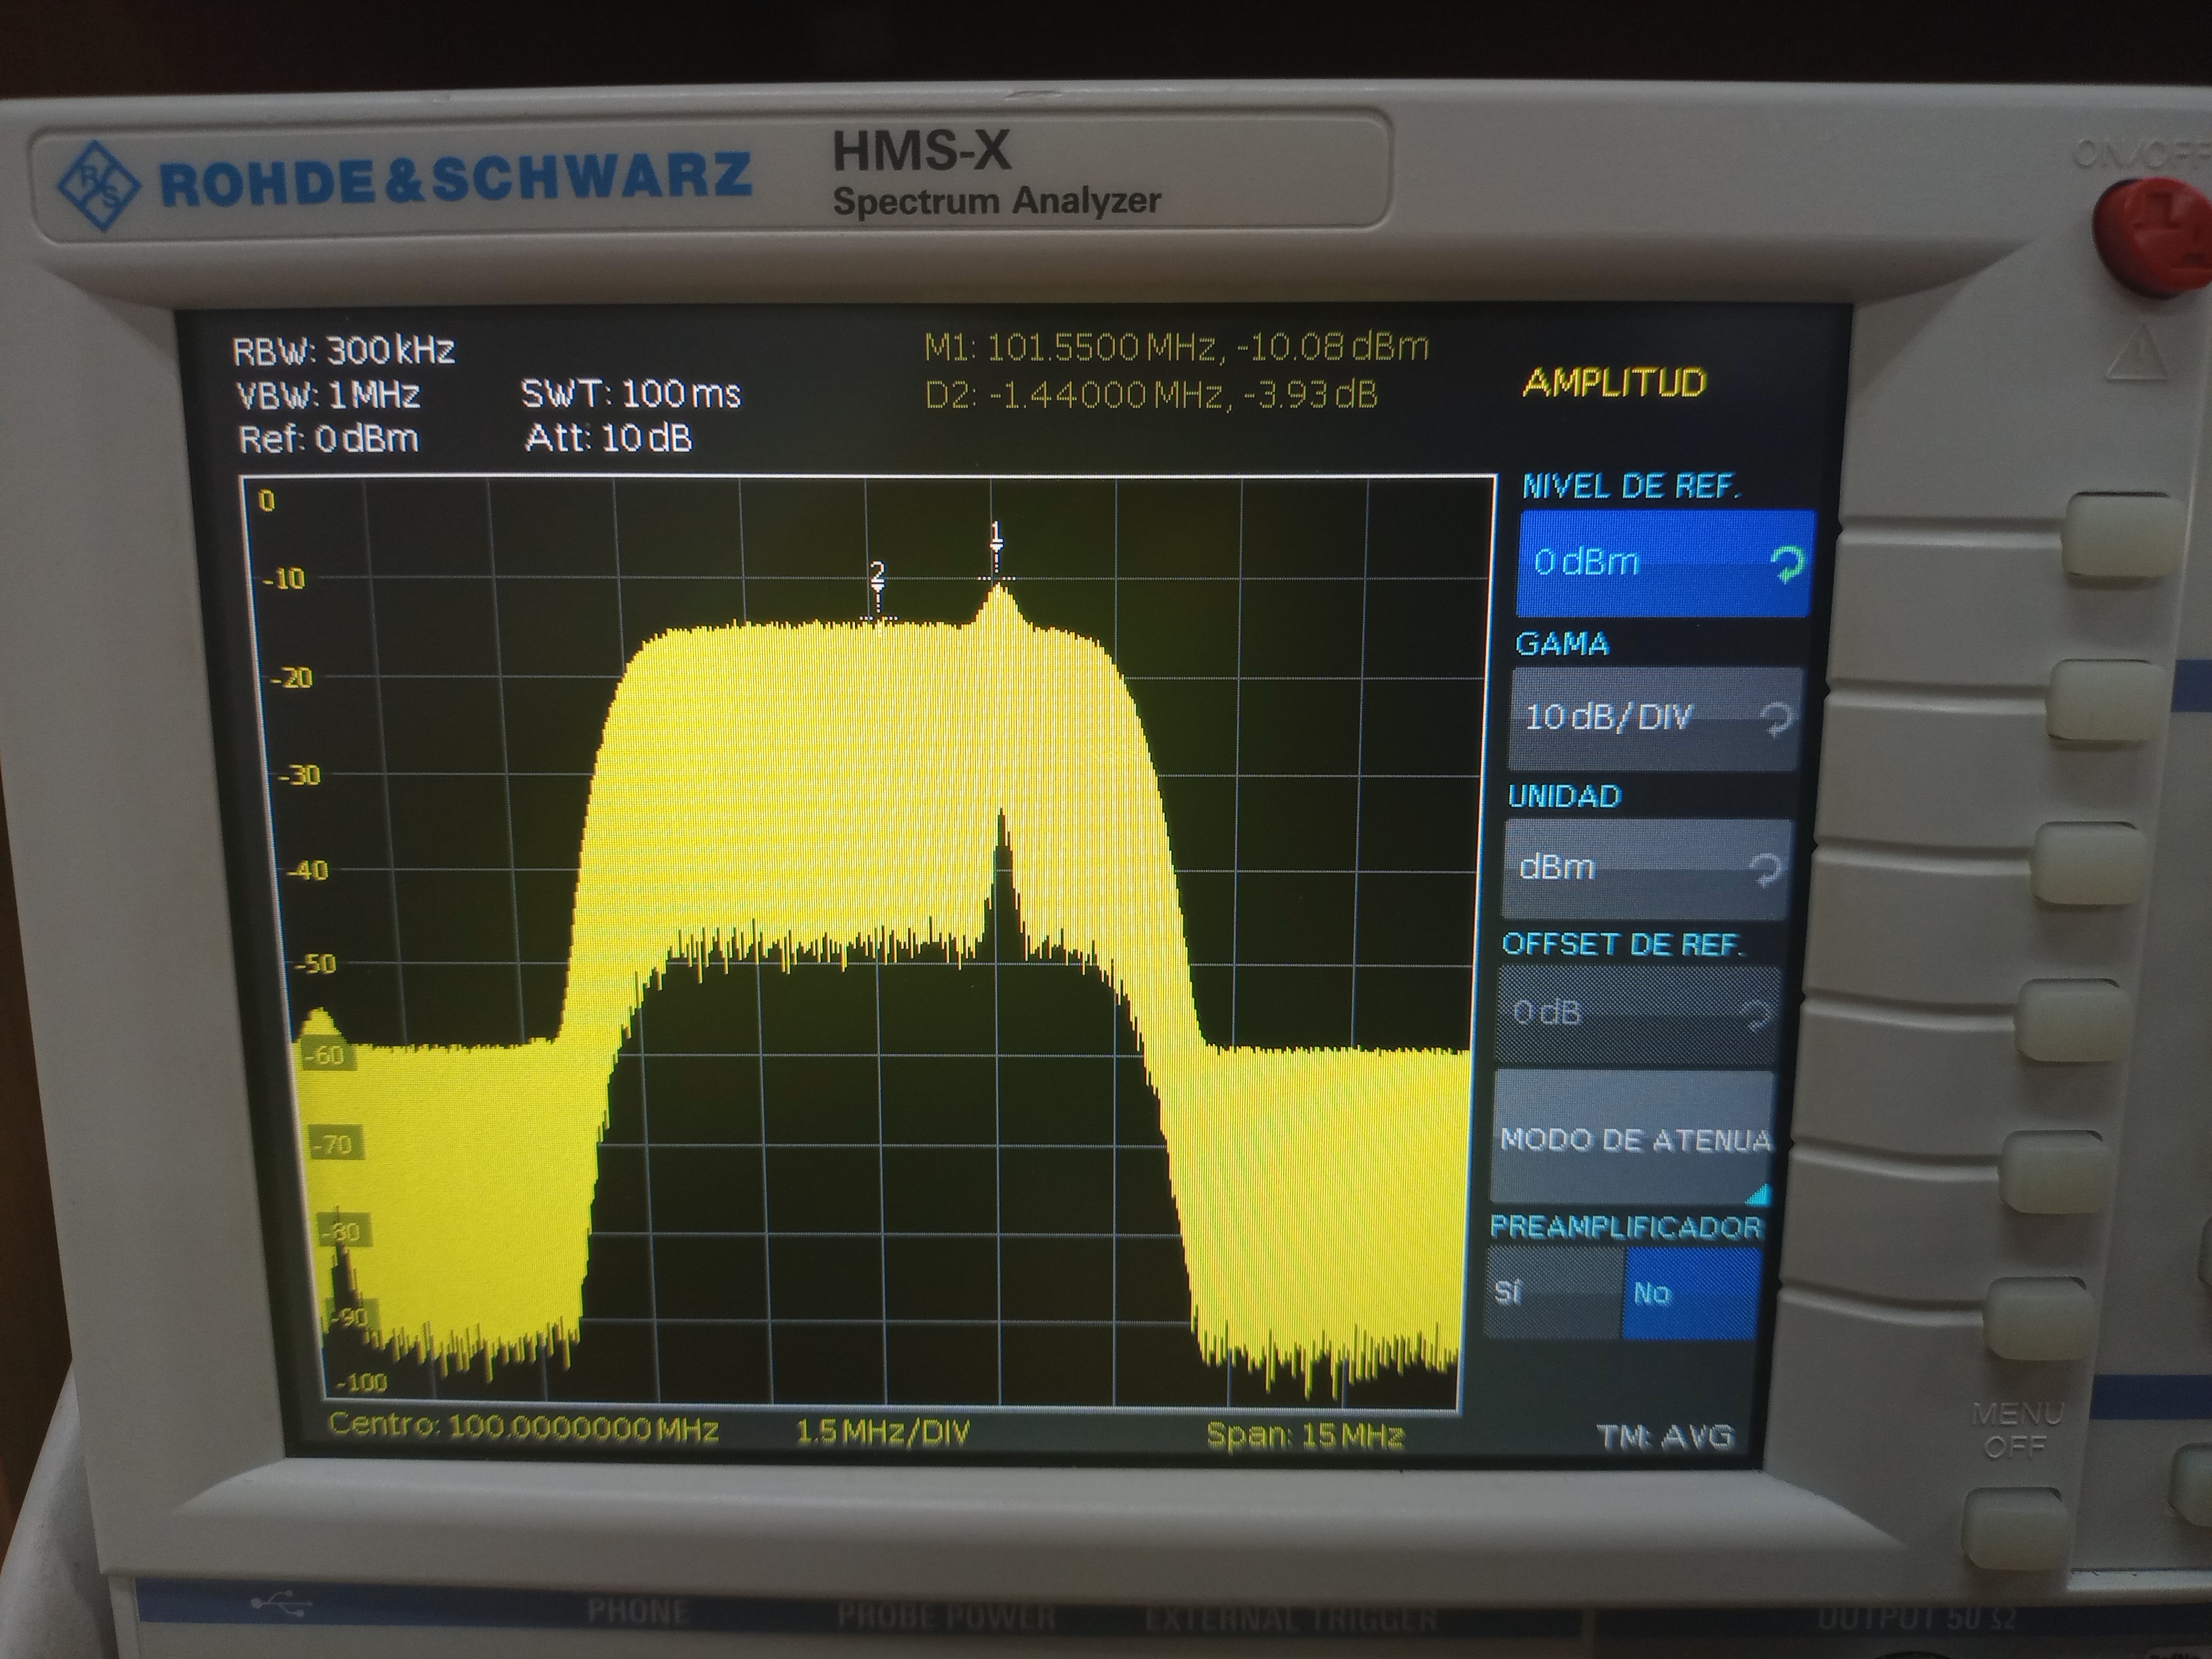 ROHDE & SCHWARZ
HMS-X
Spectrum Analyzer
ON/OFF
RBW: 300 kHz
VBW: 1 MHz
SWT: 100 ms
Ref: 0 dBm
Att: 10 dB
M1: 101.5500 MHz, -10.08 dBm
D2: -1.44000 MHz, -3.93 dB
AMPLITUD
NIVEL DE REF.
0 dBm
GAMA
10 dB/DIV
UNIDAD
dBm
OFFSET DE REF.
0 dB
MODO DE ATENUA
PREAMPLIFICADOR
Sí
No
0
-10
-20
-30
-40
-50
-60
-70
-80
-90
-100
1
2
Centro: 100.0000000 MHz
1.5 MHz/DIV
Span: 15 MHz
TM: AVG
MENU
OFF
PHONE
PROBE POWER
EXTERNAL TRIGGER
OUTPUT 50 Ω